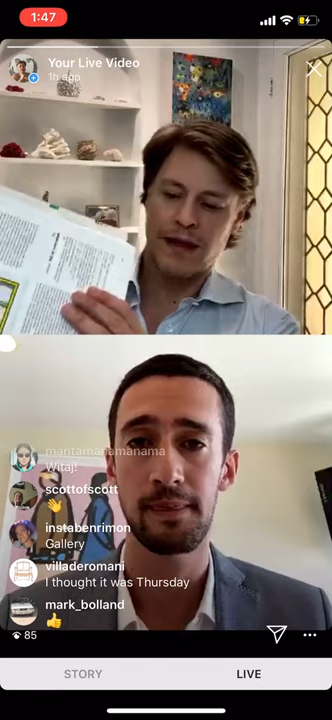 1:47
Your Live Video
1h ago
mantamanamanama
Witaj!
scottofscott
👋
instabenrimon
Gallery
villaderomani
I thought it was Thursday
mark_bolland
👍
85
STORY
LIVE